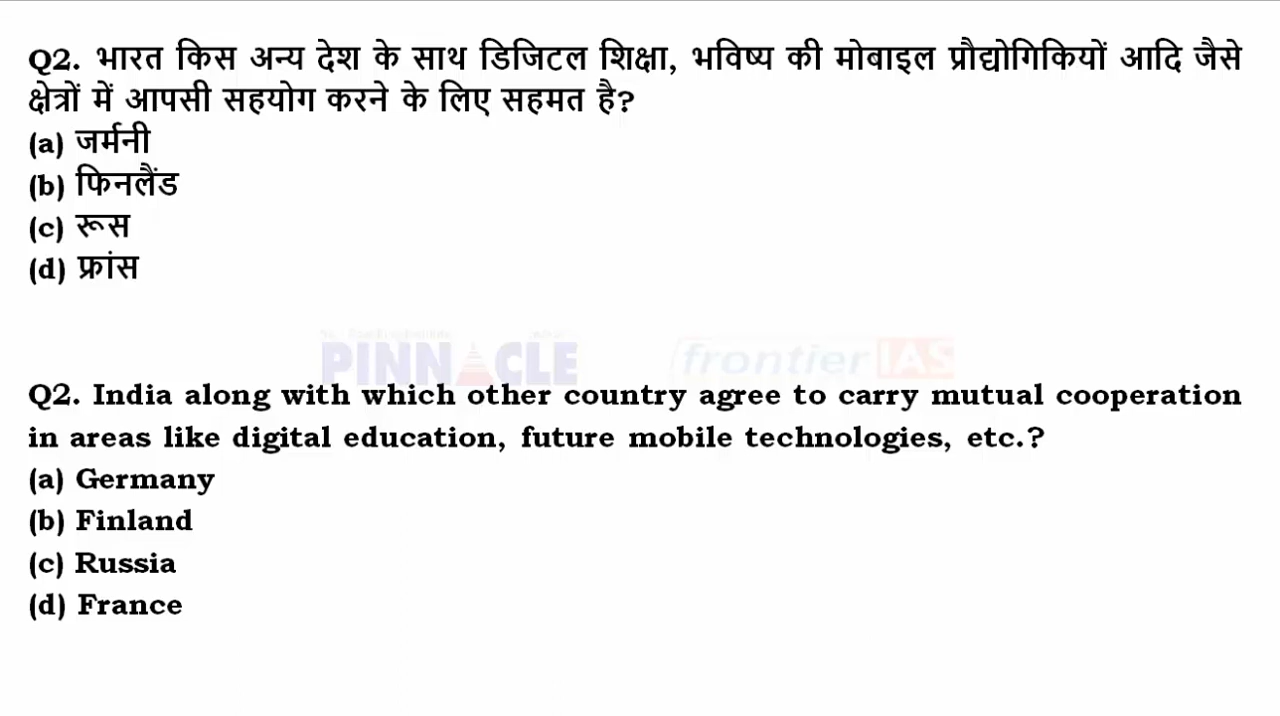 Q2. भारत किस अन्य देश के साथ डिजिटल शिक्षा, भविष्य की मोबाइल प्रौद्योगिकियों आदि जैसे
क्षेत्रों में आपसी सहयोग करने के लिए सहमत है?
(a) जर्मनी
(b) फिनलैंड
(c) रूस
(d) फ्रांस
PINNACLE frontier IAS
Q2. India along with which other country agree to carry mutual cooperation
in areas like digital education, future mobile technologies, etc.?
(a) Germany
(b) Finland
(c) Russia
(d) France